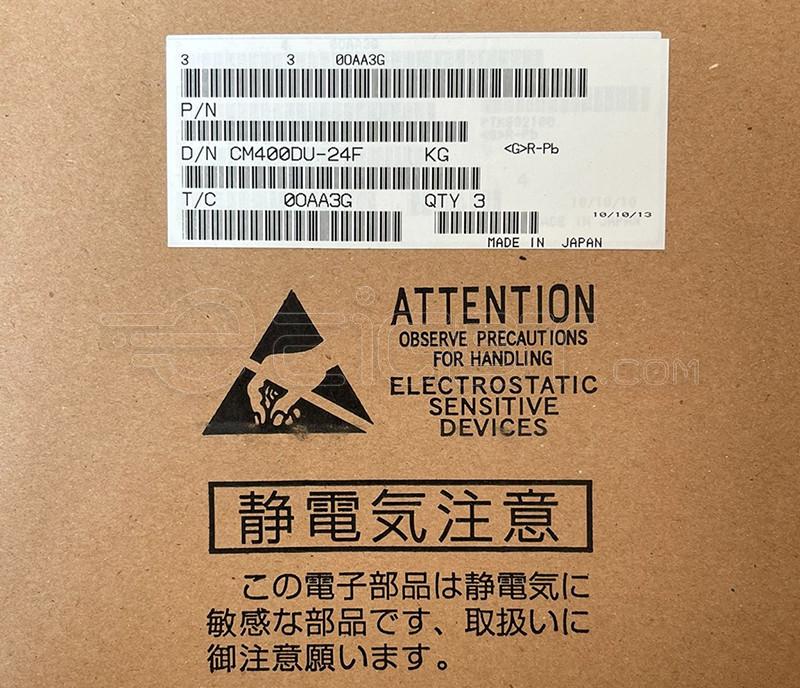 3 3 00AA3G
P/N
D/N CM400DU-24F KG <G>R-Pb
T/C 00AA3G QTY 3
10/10/13
MADE IN JAPAN
ATTENTION
OBSERVE PRECAUTIONS
FOR HANDLING
ELECTROSTATIC
SENSITIVE
DEVICES
静電気注意
この電子部品は静電気に
敏感な部品です、取扱いに
御注意願います。